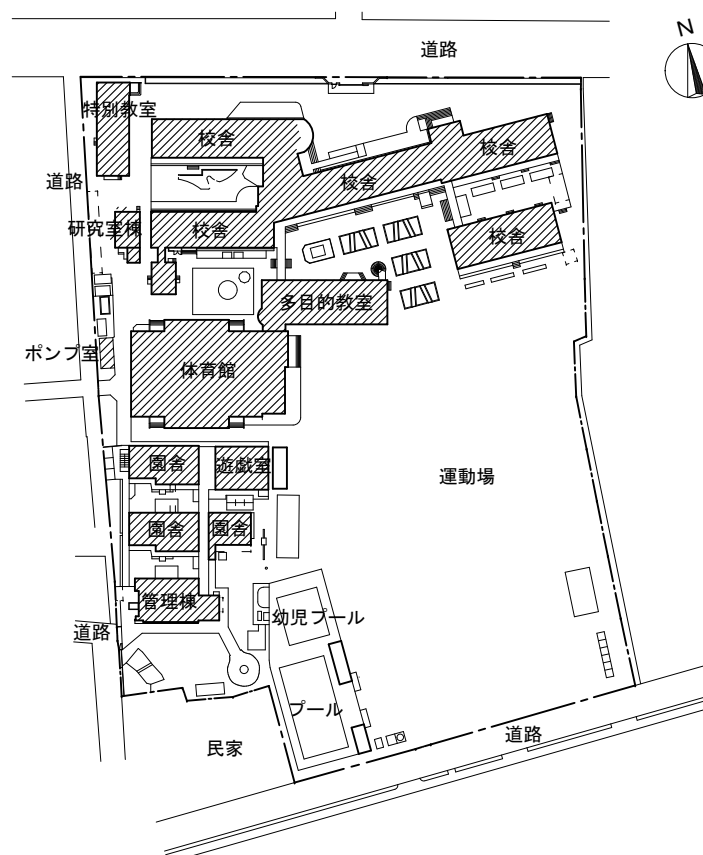 道路
N
特別教室
校舎
校舎
校舎
道路
研究室棟
校舎
校舎
多目的教室
ポンプ室
体育館
園舎
遊戯室
運動場
園舎
園舎
管理棟
幼児プール
道路
プール
道路
民家